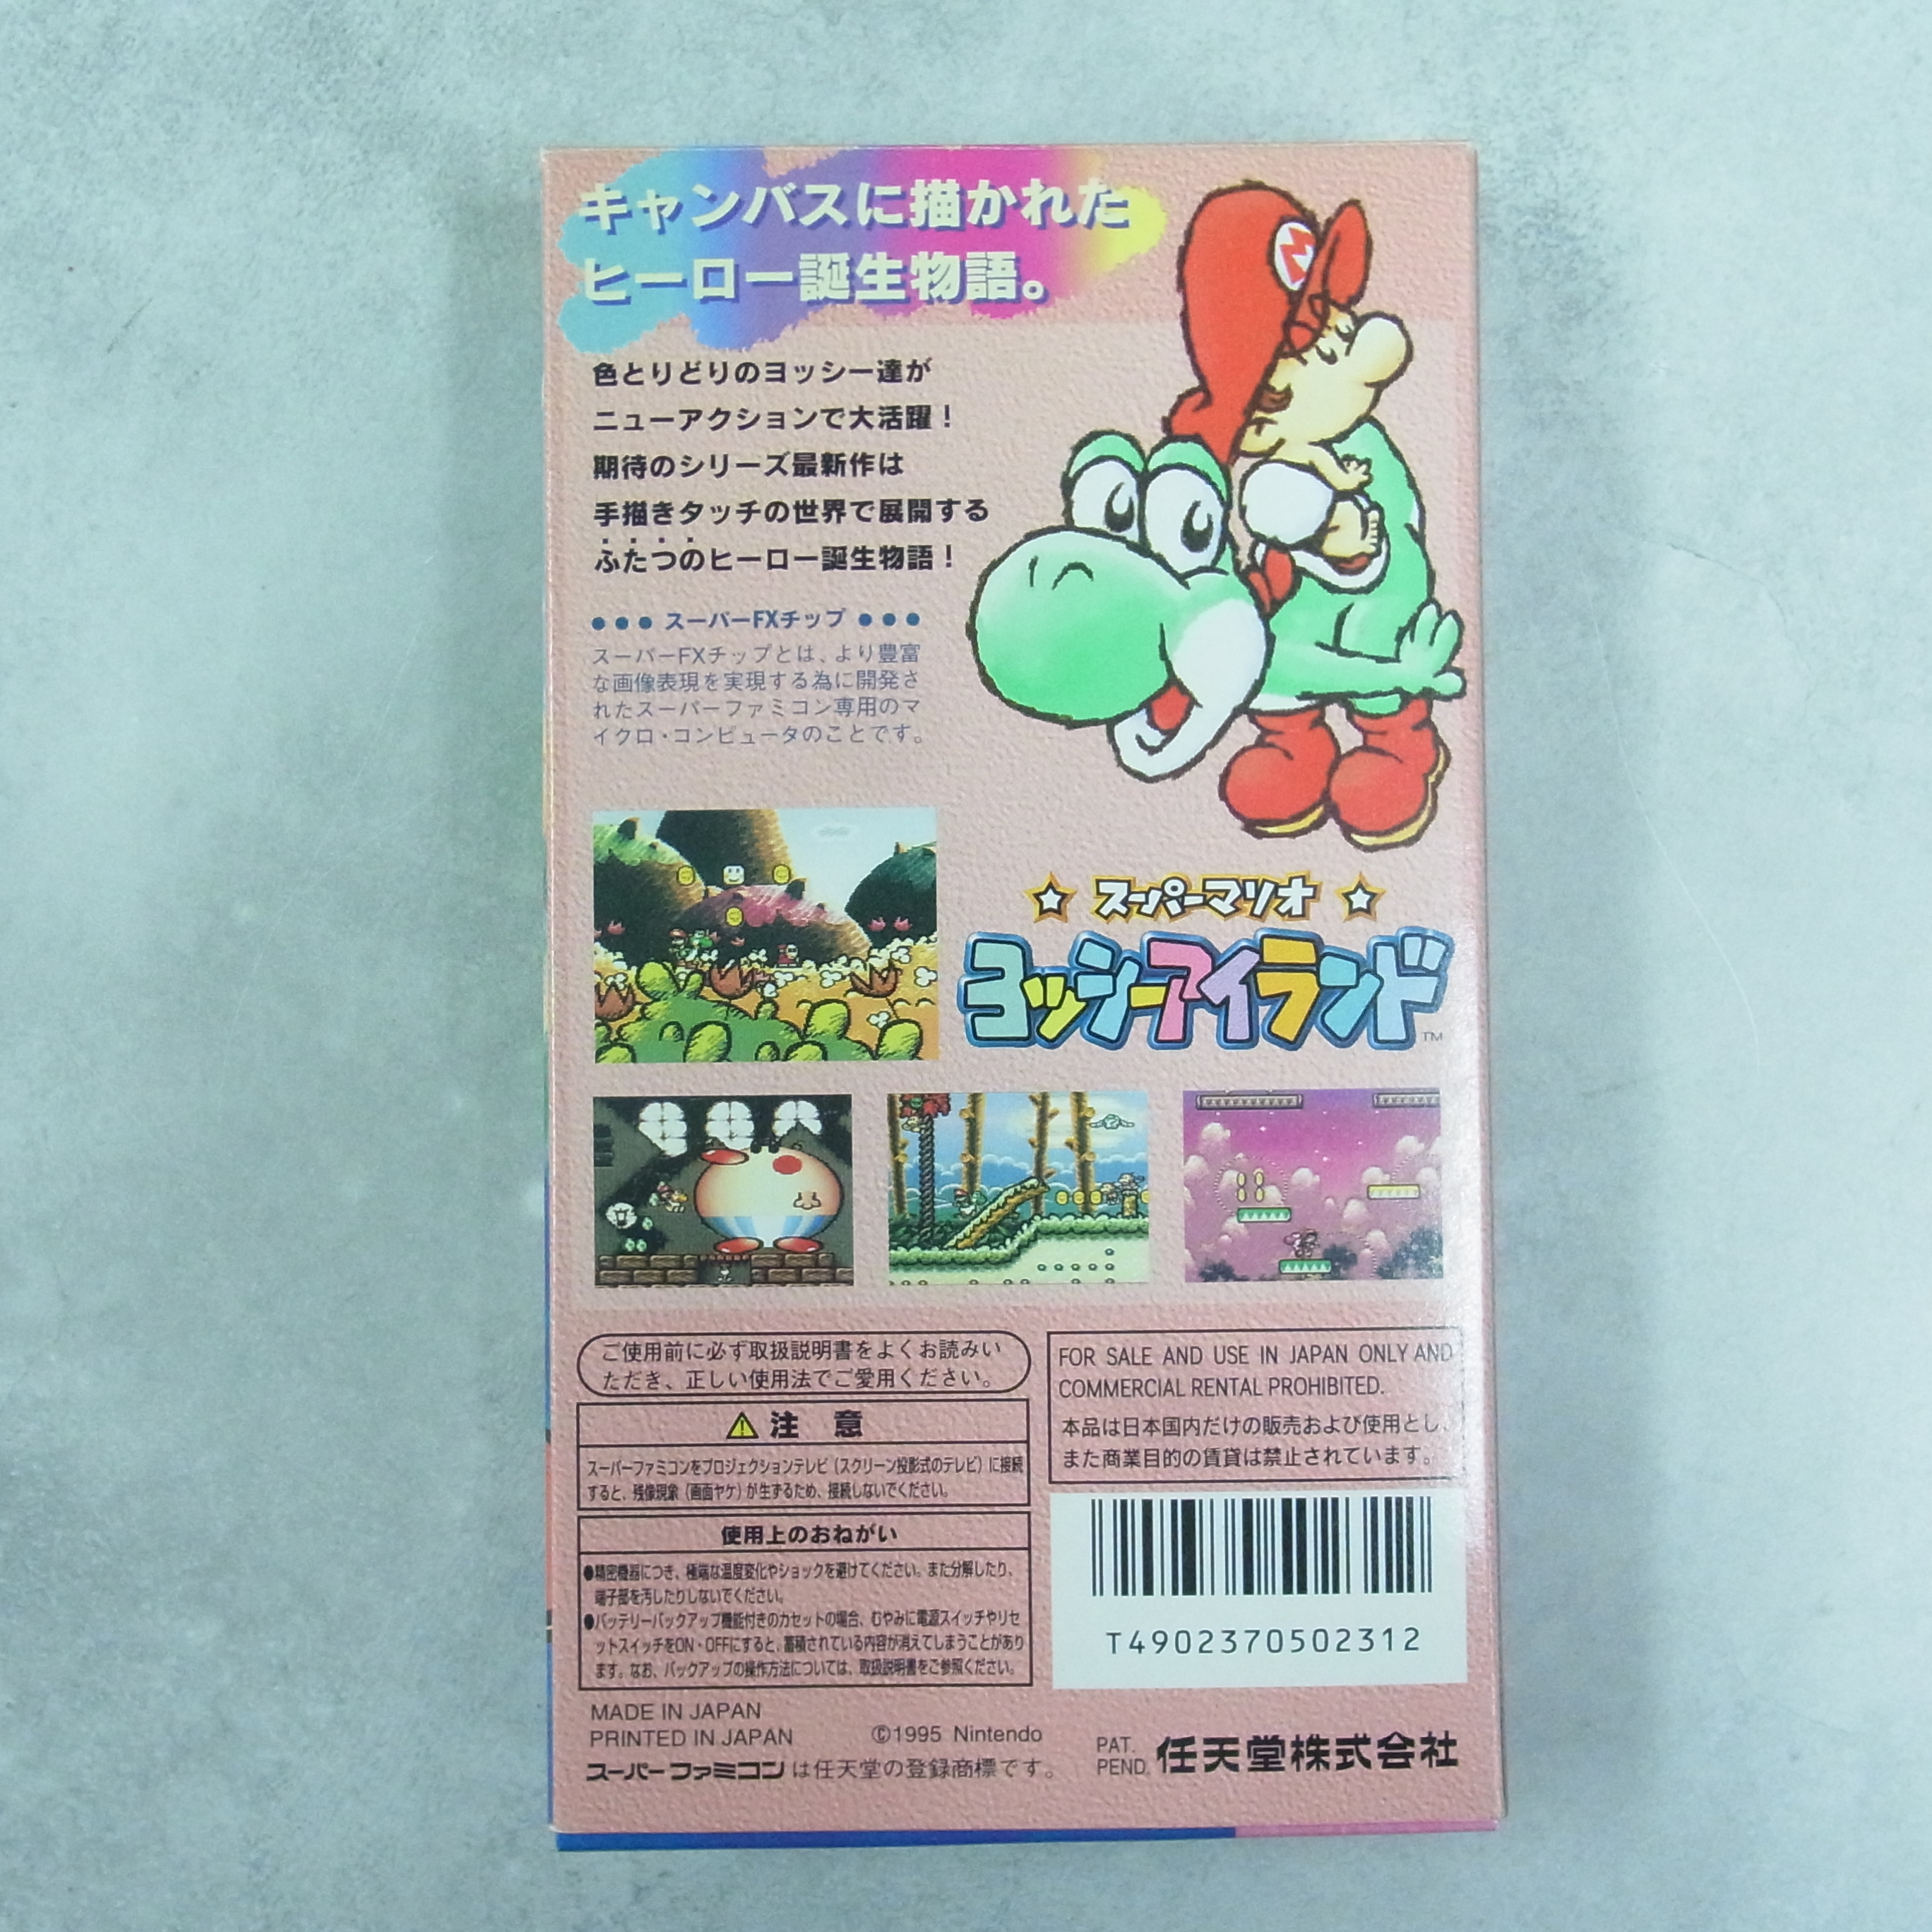 キャンバスに描かれた
ヒーロー誕生物語。
色とりどりのヨッシー達が
ニューアクションで大活躍!
期待のシリーズ最新作は
手描きタッチの世界で展開する
ふたつのヒーロー誕生物語!
●●● スーパーFXチップ ●●●
スーパーFXチップとは、より豊富
な画像表現を実現する為に開発さ
れたスーパーファミコン専用のマ
イクロ・コンピュータのことです。
★ スーパーマリオ ★
ヨッシーアイランド™
ご使用前に必ず取扱説明書をよくお読みい
ただき、正しい使用法でご愛用ください。
⚠ 注 意
スーパーファミコンをプロジェクションテレビ(スクリーン投影式のテレビ)に接続
すると、残像現象(画面ヤケ)が生ずるため、接続しないでください。
使用上のおねがい
●精密機器につき、極端な温度変化やショックを避けてください。また分解したり、
端子部を汚したりしないでください。
●バッテリーバックアップ機能付きのカセットの場合、むやみに電源スイッチやリセ
ットスイッチをON・OFFにすると、蓄積されている内容が消えてしまうことがあり
ます。なお、バックアップの操作方法については、取扱説明書をご参照ください。
FOR SALE AND USE IN JAPAN ONLY AND
COMMERCIAL RENTAL PROHIBITED.
本品は日本国内だけの販売および使用とし、
また商業目的の賃貸は禁止されています。
T4902370502312
MADE IN JAPAN
PRINTED IN JAPAN ©1995 Nintendo
スーパーファミコンは任天堂の登録商標です。
PAT.
PEND. 任天堂株式会社